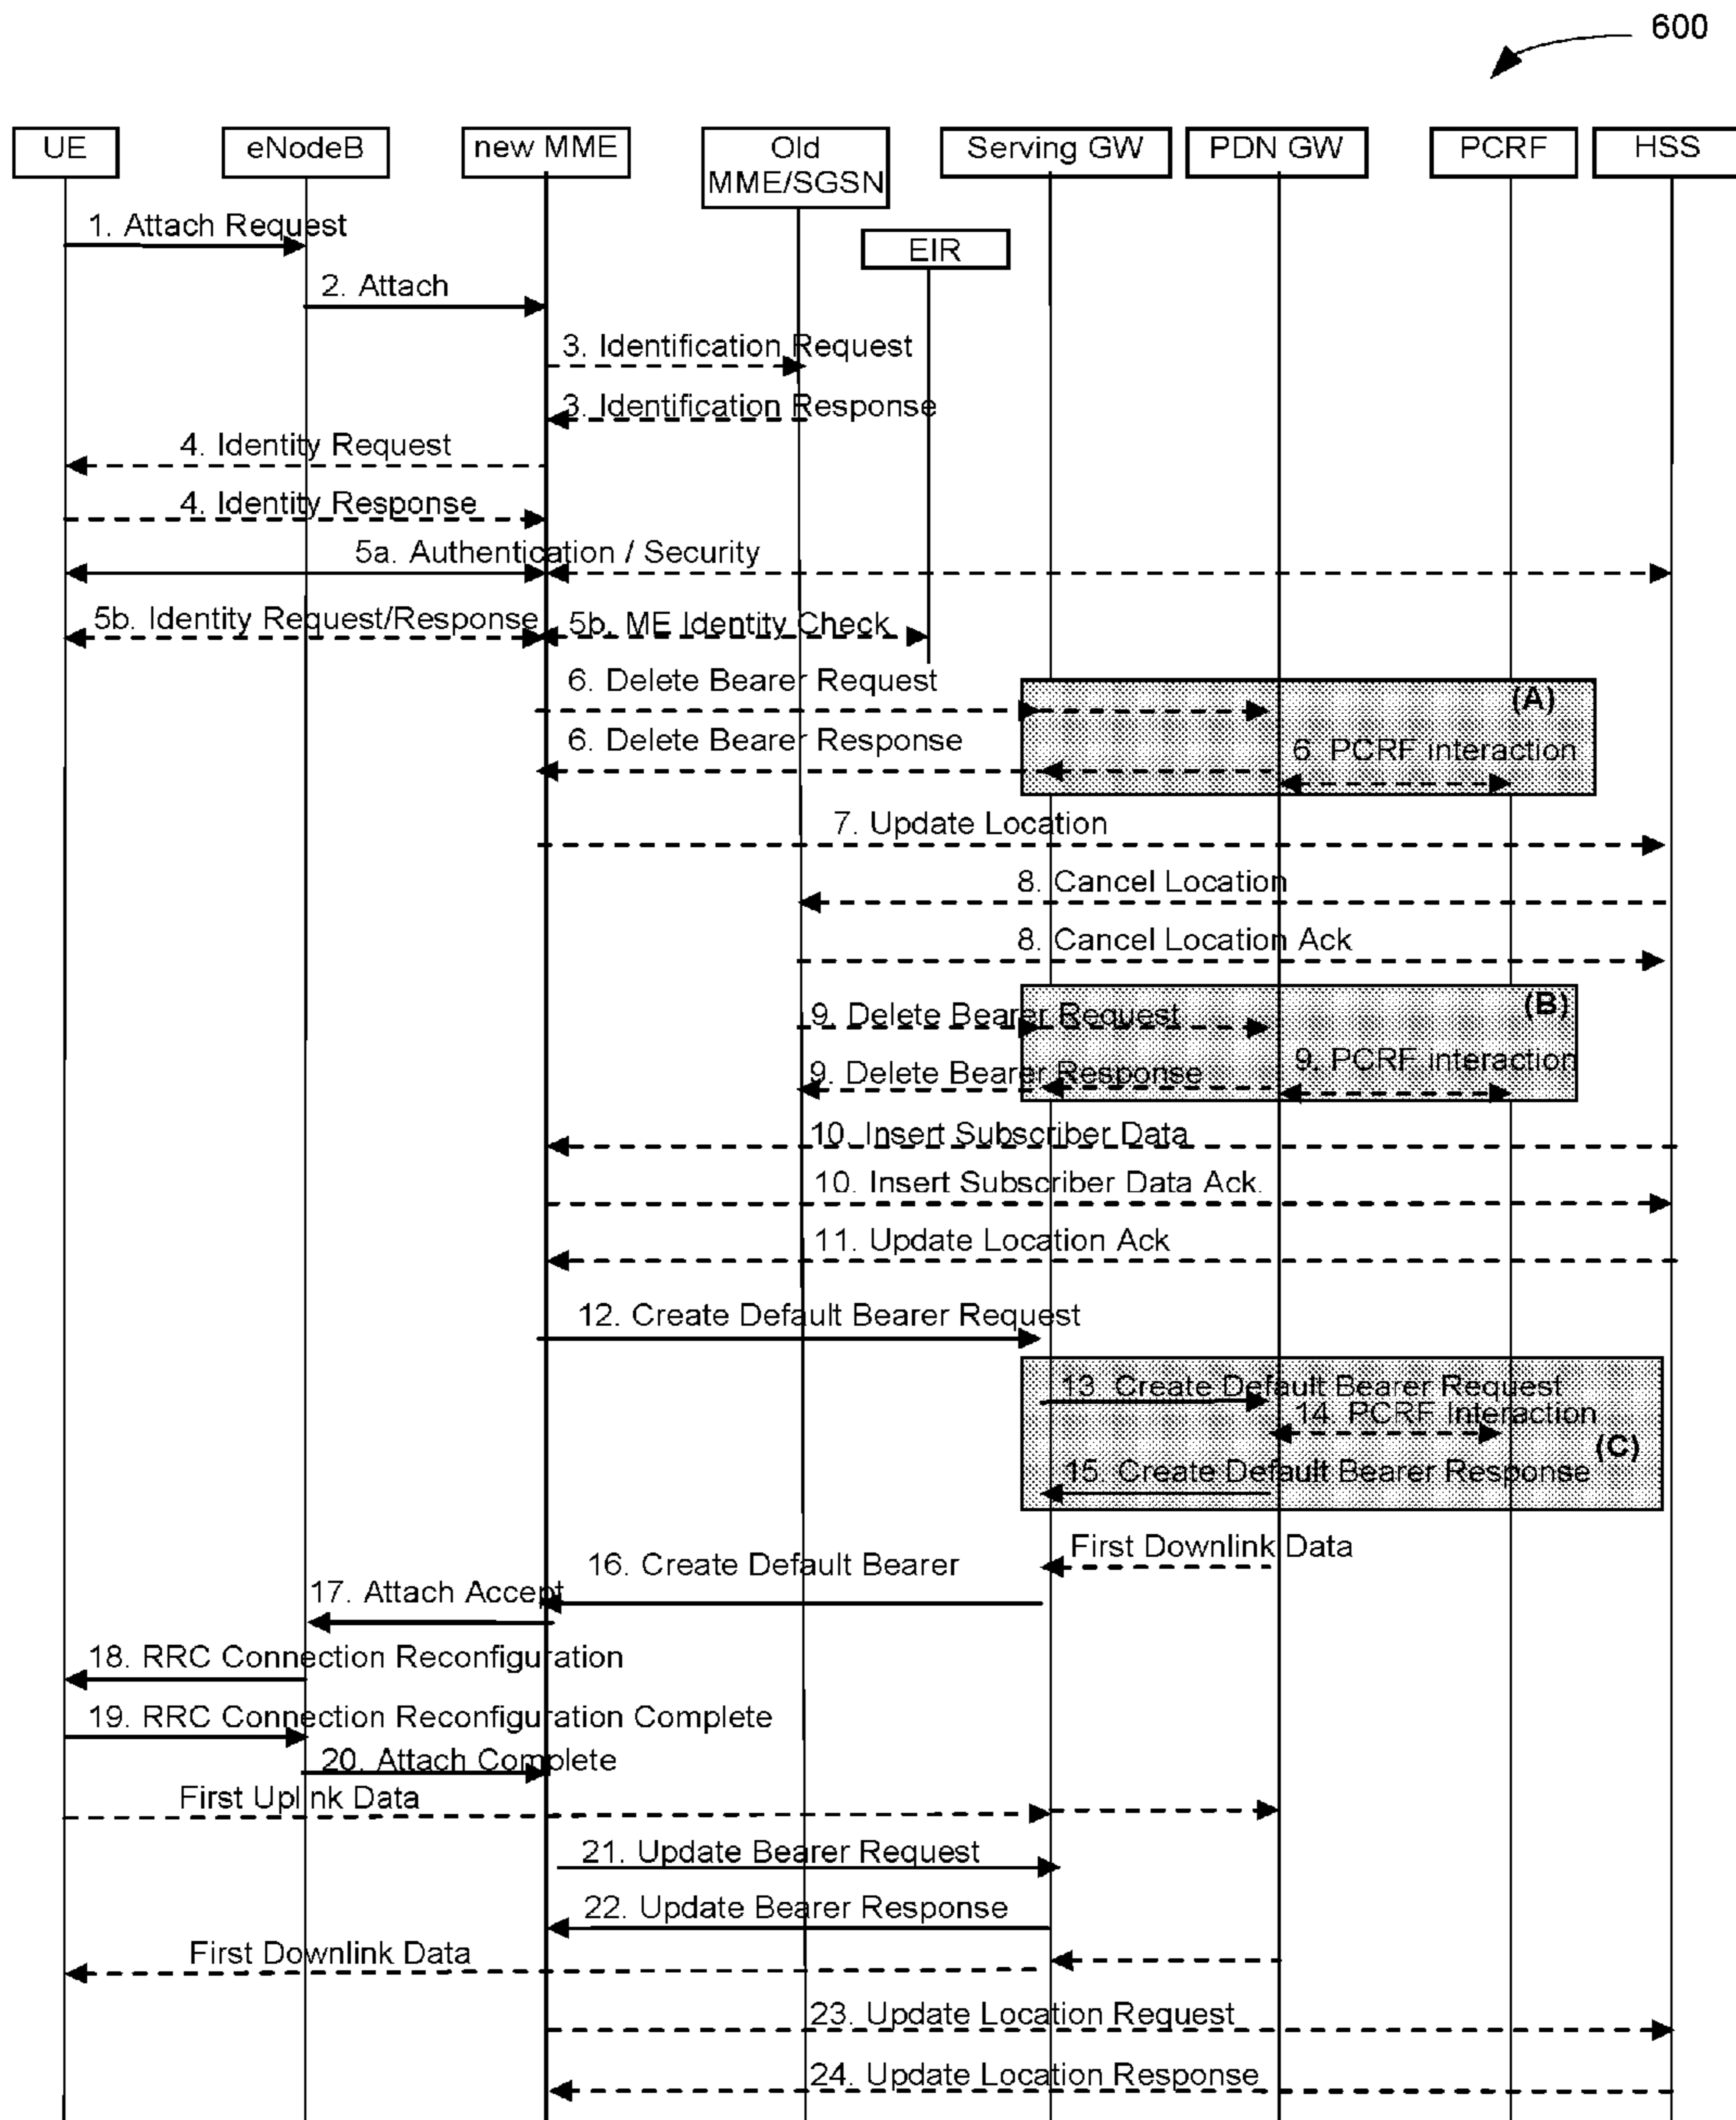 600
UE
eNodeB
new MME
Old
MME/SGSN
Serving GW
PDN GW
PCRF
HSS
1. Attach Request
EIR
2. Attach
3. Identification Request
3. Identification Response
4. Identity Request
4. Identity Response
5a. Authentication / Security
5b. Identity Request/Response
5b. ME Identity Check
6. Delete Bearer Request
(A)
6. Delete Bearer Response
6. PCRF interaction
7. Update Location
8. Cancel Location
8. Cancel Location Ack
(B)
9. Delete Bearer Request
9. PCRF interaction
9. Delete Bearer Response
10. Insert Subscriber Data
10. Insert Subscriber Data Ack.
11. Update Location Ack
12. Create Default Bearer Request
13. Create Default Bearer Request
14. PCRF Interaction
(C)
15. Create Default Bearer Response
First Downlink Data
16. Create Default Bearer
17. Attach Accept
18. RRC Connection Reconfiguration
19. RRC Connection Reconfiguration Complete
20. Attach Complete
First Uplink Data
21. Update Bearer Request
22. Update Bearer Response
First Downlink Data
23. Update Location Request
24. Update Location Response